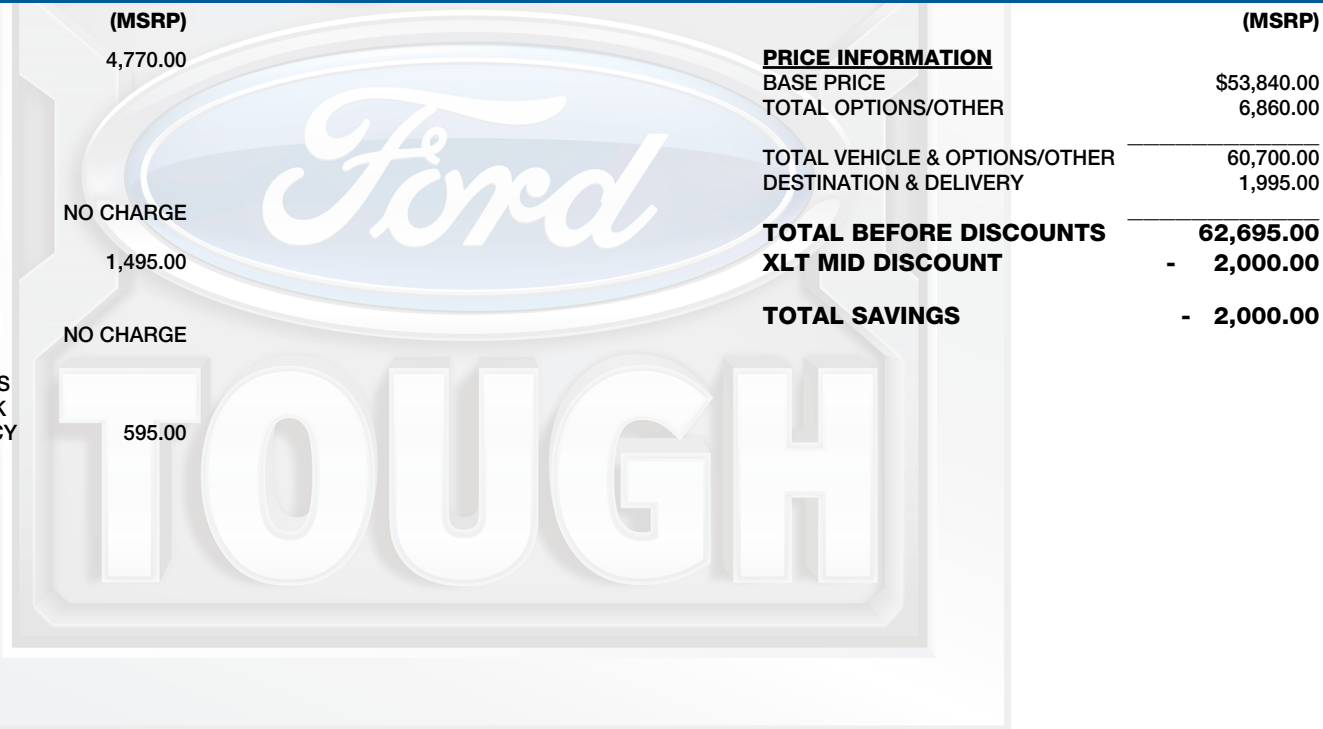 (MSRP)
4,770.00
NO CHARGE
1,495.00
NO CHARGE
S
K
CY
595.00
Ford
TOUGH
(MSRP)
PRICE INFORMATION
BASE PRICE $53,840.00
TOTAL OPTIONS/OTHER 6,860.00
TOTAL VEHICLE & OPTIONS/OTHER 60,700.00
DESTINATION & DELIVERY 1,995.00
TOTAL BEFORE DISCOUNTS 62,695.00
XLT MID DISCOUNT - 2,000.00
TOTAL SAVINGS - 2,000.00